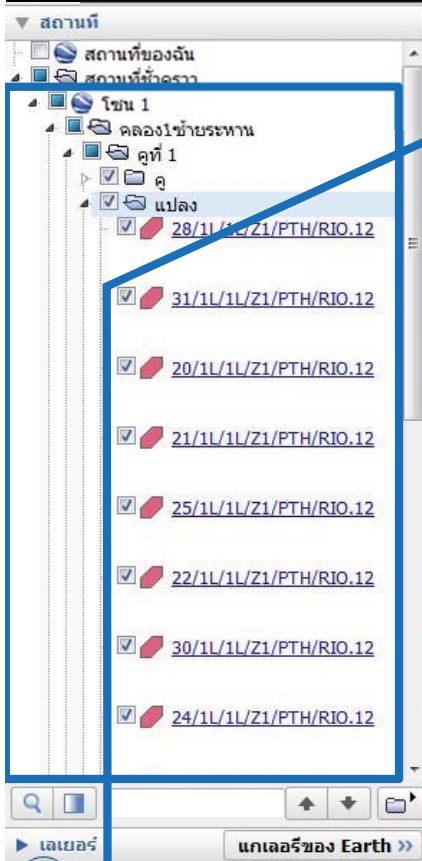 สถานที่
สถานที่ของฉัน
สถานที่ชั่วคราว
โซน 1
คลอง1ซ้ายระหาน
คูที่ 1
คู
แปลง
28/1L/1L/Z1/PTH/RIO.12
31/1L/1L/Z1/PTH/RIO.12
20/1L/1L/Z1/PTH/RIO.12
21/1L/1L/Z1/PTH/RIO.12
25/1L/1L/Z1/PTH/RIO.12
22/1L/1L/Z1/PTH/RIO.12
30/1L/1L/Z1/PTH/RIO.12
24/1L/1L/Z1/PTH/RIO.12
เลเยอร์ แกเลอรีของ Earth »